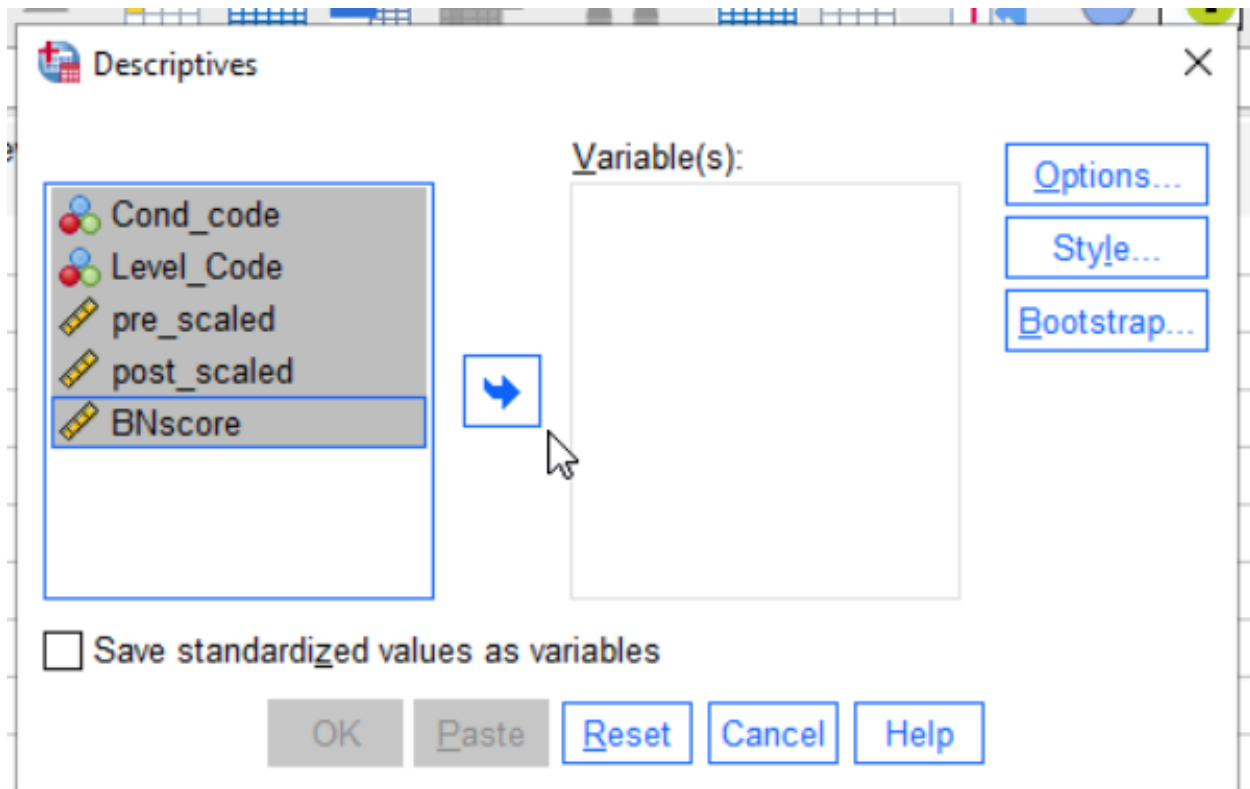 Descriptives
Variable(s):
Cond_code
Level_Code
pre_scaled
post_scaled
BNscore
Options...
Style...
Bootstrap...
Save standardized values as variables
OK Paste Reset Cancel Help